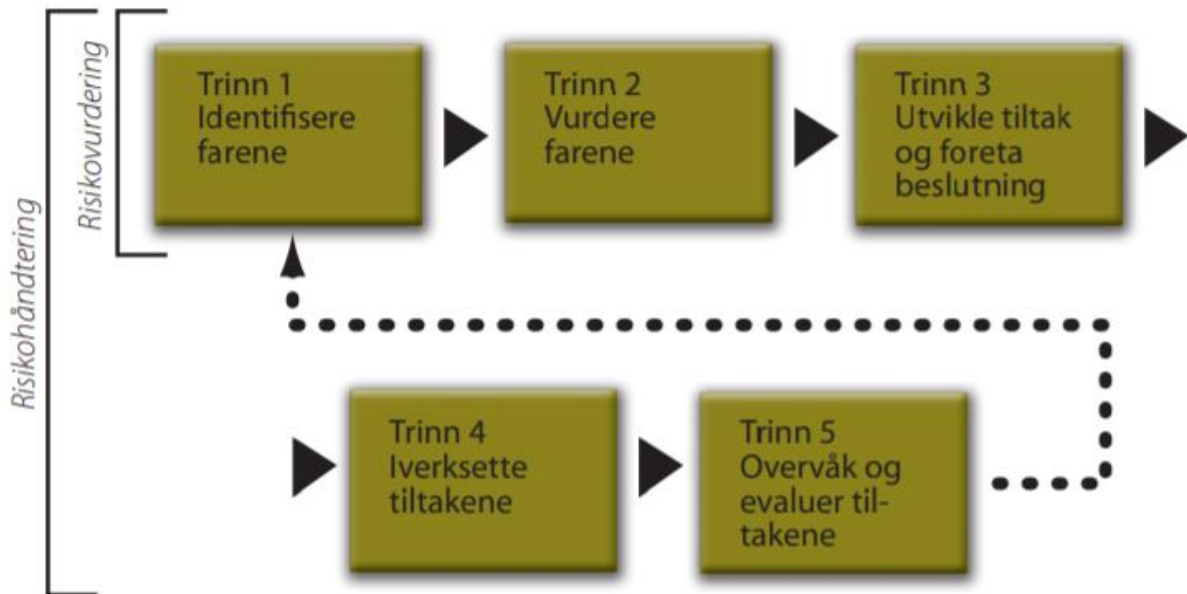 Risikohåndtering
Risikovurdering
Trinn 1
Identifisere
farene
Trinn 2
Vurdere
farene
Trinn 3
Utvikle tiltak
og foreta
beslutning
Trinn 4
Iverksette
tiltakene
Trinn 5
Overvåk og
evaluer til-
takene